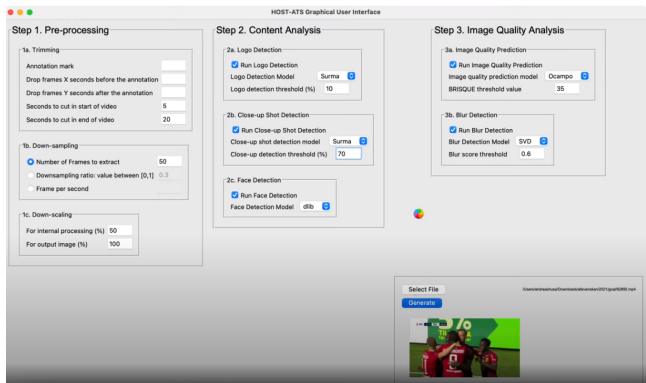 HOST-ATS Graphical User Interface
Step 1. Pre-processing
1a. Trimming
Annotation mark
Drop frames X seconds before the annotation
Drop frames Y seconds after the annotation
Seconds to cut in start of video 5
Seconds to cut in end of video 20
1b. Down-sampling
Number of Frames to extract 50
Downsampling ratio: value between [0,1] 0.3
Frame per second
1c. Down-scaling
For internal processing (%) 50
For output image (%) 100
Step 2. Content Analysis
2a. Logo Detection
Run Logo Detection
Logo Detection Model Surma
Logo detection threshold (%) 10
2b. Close-up Shot Detection
Run Close-up Shot Detection
Close-up shot detection model Surma
Close-up detection threshold (%) 70
2c. Face Detection
Run Face Detection
Face Detection Model dlib
Step 3. Image Quality Analysis
3a. Image Quality Prediction
Run Image Quality Prediction
Image quality prediction model Ocampo
BRISQUE threshold value 35
3b. Blur Detection
Run Blur Detection
Blur Detection Model SVD
Blur score threshold 0.6
Select File
Generate